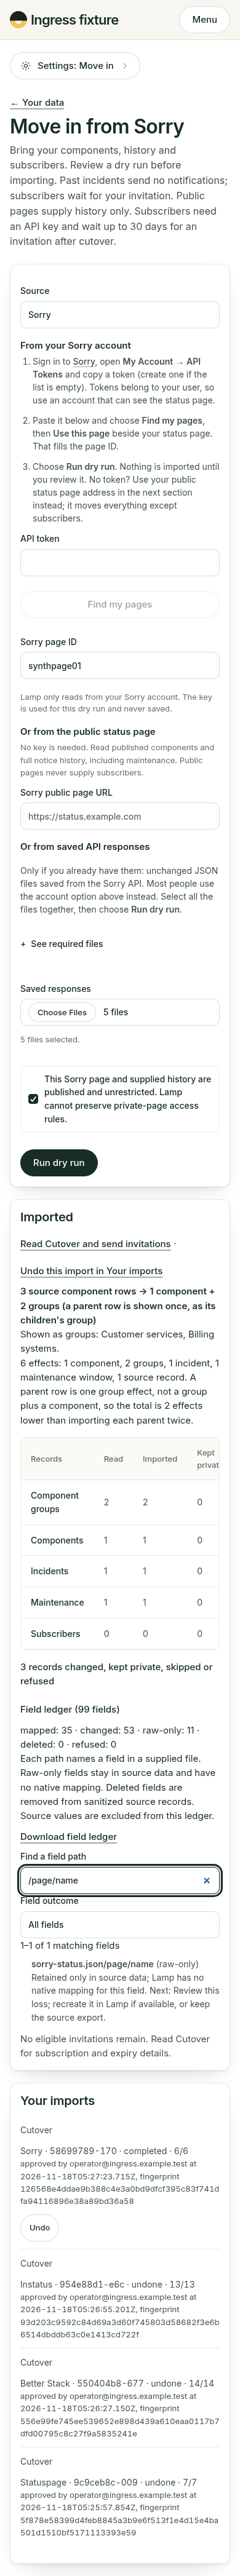 Ingress fixture
Menu
Settings: Move in
← Your data
Move in from Sorry
Bring your components, history and
subscribers. Review a dry run before
importing. Past incidents send no notifications;
subscribers wait for your invitation. Public
pages supply history only. Subscribers need
an API key and wait up to 30 days for an
invitation after cutover.
Source
Sorry
From your Sorry account
1. Sign in to Sorry, open My Account → API
Tokens and copy a token (create one if the
list is empty). Tokens belong to your user, so
use an account that can see the status page.
2. Paste it below and choose Find my pages,
then Use this page beside your status page.
That fills the page ID.
3. Choose Run dry run. Nothing is imported until
you review it. No token? Use your public
status page address in the next section
instead; it moves everything except
subscribers.
API token
Find my pages
Sorry page ID
synthpage01
Lamp only reads from your Sorry account. The key
is used for this dry run and never saved.
Or from the public status page
No key is needed. Read published components and
full notice history, including maintenance. Public
pages never supply subscribers.
Sorry public page URL
https://status.example.com
Or from saved API responses
Only if you already have them: unchanged JSON
files saved from the Sorry API. Most people use
the account option above instead. Select all the
files together, then choose Run dry run.
+ See required files
Saved responses
Choose Files 5 files
5 files selected.
This Sorry page and supplied history are
published and unrestricted. Lamp
cannot preserve private-page access
rules.
Run dry run
Imported
Read Cutover and send invitations ·
Undo this import in Your imports
3 source component rows → 1 component +
2 groups (a parent row is shown once, as its
children's group)
Shown as groups: Customer services, Billing
systems.
6 effects: 1 component, 2 groups, 1 incident, 1
maintenance window, 1 source record. A
parent row is one group effect, not a group
plus a component, so the total is 2 effects
lower than importing each parent twice.
Records Read Imported Kept privat
Component groups 2 2 0
Components 1 1 0
Incidents 1 1 0
Maintenance 1 1 0
Subscribers 0 0 0
3 records changed, kept private, skipped or
refused
Field ledger (99 fields)
mapped: 35 · changed: 53 · raw-only: 11 ·
deleted: 0 · refused: 0
Each path names a field in a supplied file.
Raw-only fields stay in source data and have
no native mapping. Deleted fields are
removed from sanitized source records.
Source values are excluded from this ledger.
Download field ledger
Find a field path
/page/name
Field outcome
All fields
1–1 of 1 matching fields
sorry-status.json/page/name (raw-only)
Retained only in source data; Lamp has no
native mapping for this field. Next: Review this
loss; recreate it in Lamp if available, or keep
the source export.
No eligible invitations remain. Read Cutover
for subscription and expiry details.
Your imports
Cutover
Sorry · 58699789-170 · completed · 6/6
approved by operator@ingress.example.test at
2026-11-18T05:27:23.715Z, fingerprint
126568e4ddae9b388c4e3a0bd9dfcf395c83f741d
fa94116896e38a89bd36a58
Undo
Cutover
Instatus · 954e88d1-e6c · undone · 13/13
approved by operator@ingress.example.test at
2026-11-18T05:26:55.201Z, fingerprint
93d203c9592c84d69a3d60f745803d58682f3e6b
6514dbddb63c0e1413cd722f
Cutover
Better Stack · 550404b8-677 · undone · 14/14
approved by operator@ingress.example.test at
2026-11-18T05:26:27.150Z, fingerprint
556e99fe745ee539652e898d439a610eaa0117b7
dfd00795c8c27f9a5835241e
Cutover
Statuspage · 9c9ceb8c-009 · undone · 7/7
approved by operator@ingress.example.test at
2026-11-18T05:25:57.854Z, fingerprint
5f878e58399d4feb8845a3b9e6f513f1e4d15e4ba
501d1510bf5171113393e59